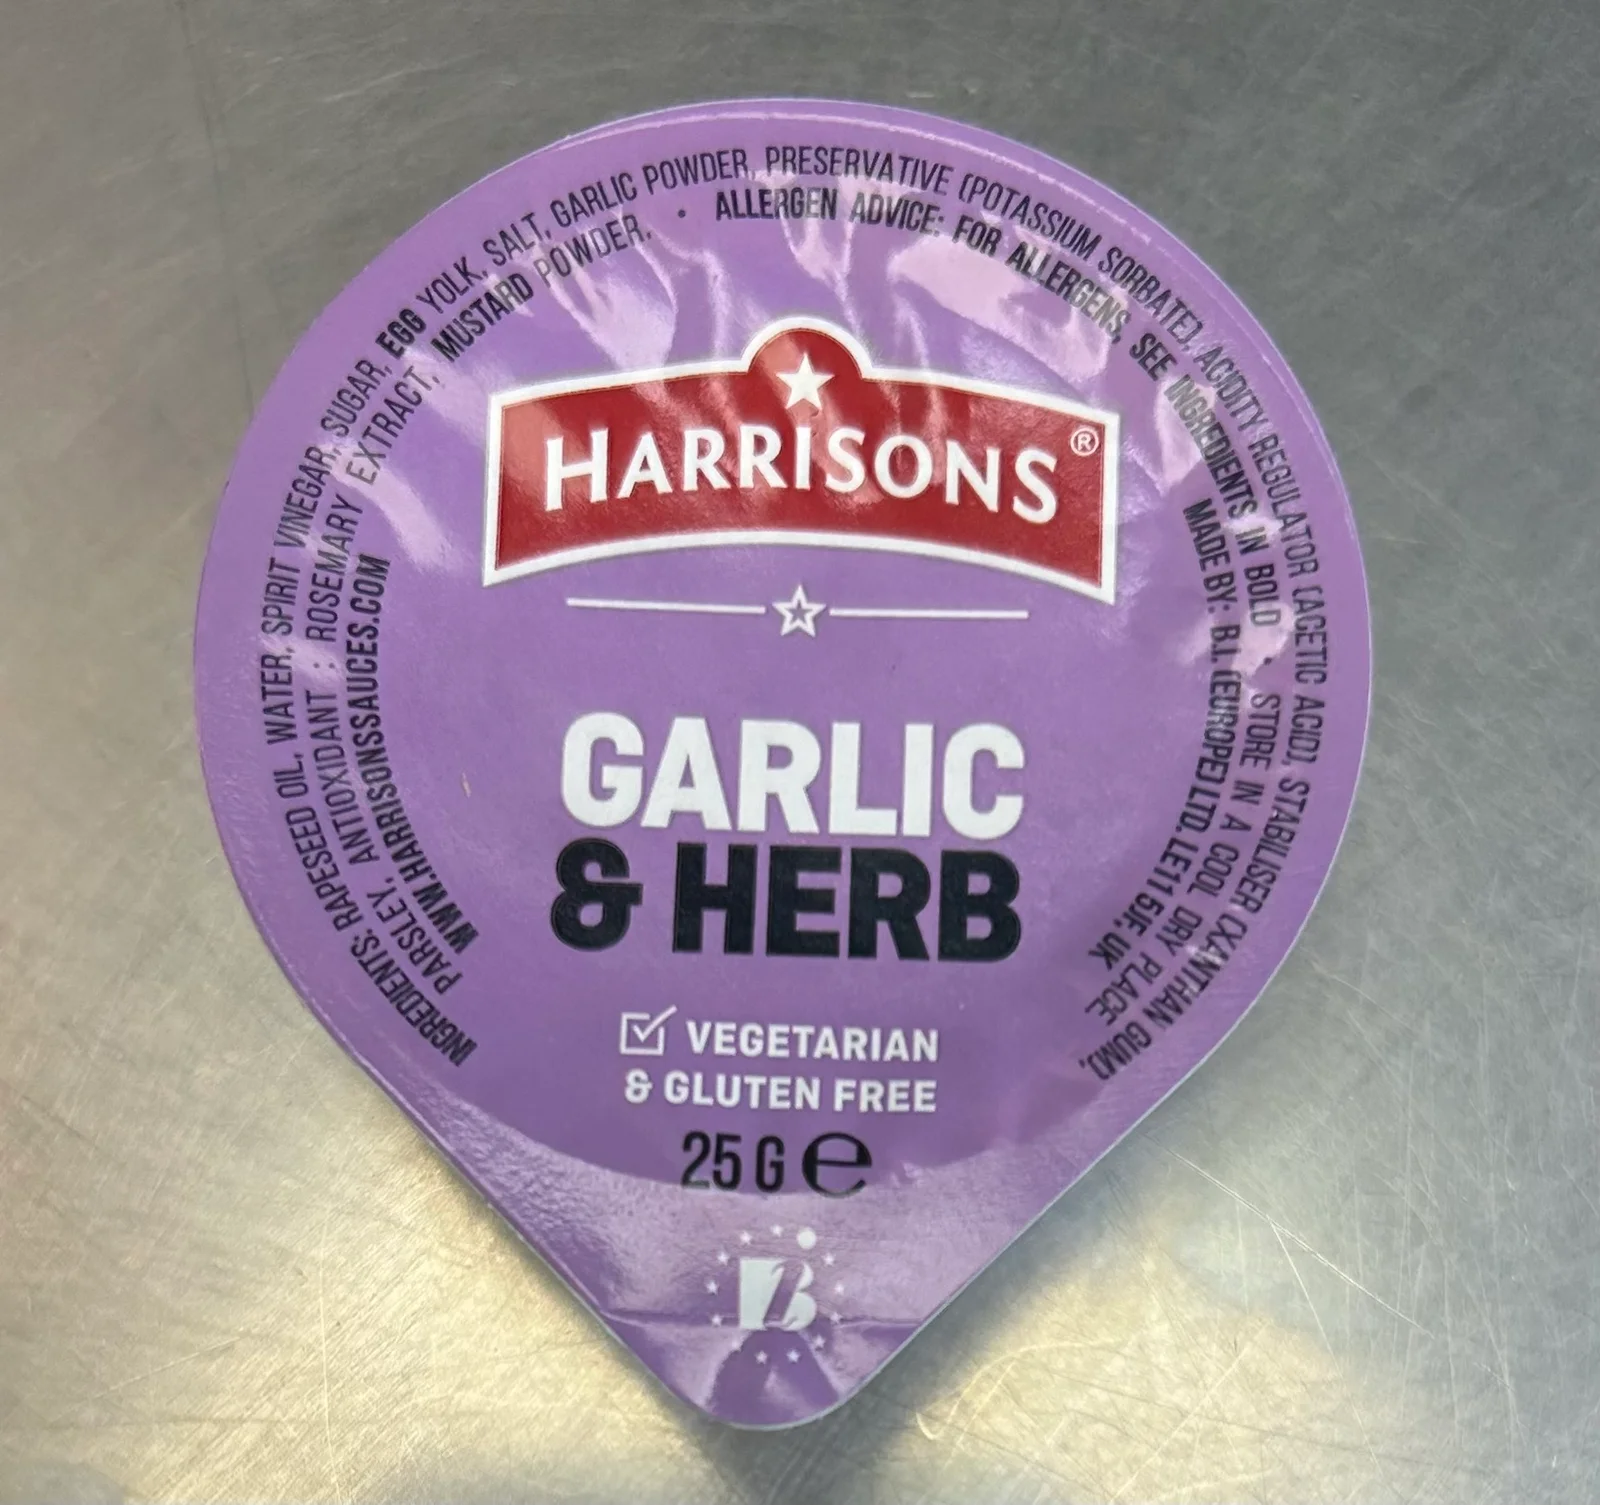 INGREDIENTS: RAPESEED OIL, WATER, SPIRIT VINEGAR, SUGAR, EGG YOLK, SALT, GARLIC POWDER, PRESERVATIVE (POTASSIUM SORBATE), ACIDITY REGULATOR (ACETIC ACID), STABILISER (XANTHAN GUM),
PARSLEY, ANTIOXIDANT : ROSEMARY EXTRACT, MUSTARD POWDER. • ALLERGEN ADVICE: FOR ALLERGENS, SEE INGREDIENTS IN BOLD • STORE IN A COOL DRY PLACE.
WWW.HARRISONSSAUCES.COM
MADE BY: B.I. (EUROPE) LTD. LE11 5JF. UK
HARRISONS®
GARLIC
& HERB
VEGETARIAN
& GLUTEN FREE
25 G e